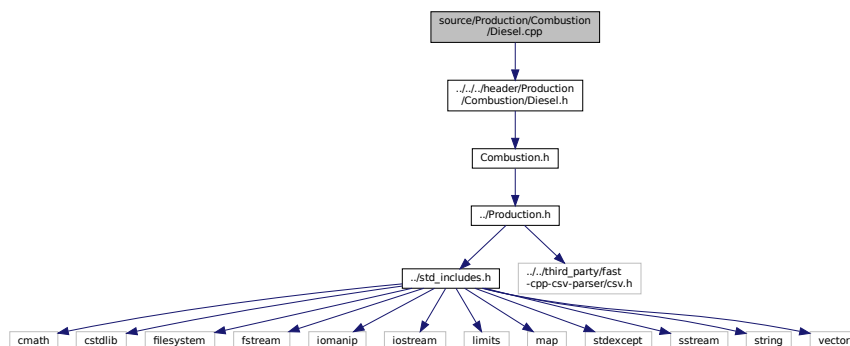 source/Production/Combustion
/Diesel.cpp
../../../header/Production
/Combustion/Diesel.h
Combustion.h
../Production.h
../std_includes.h
../../third_party/fast
-cpp-csv-parser/csv.h
cmath
cstdlib
filesystem
fstream
iomanip
iostream
limits
map
stdexcept
sstream
string
vector